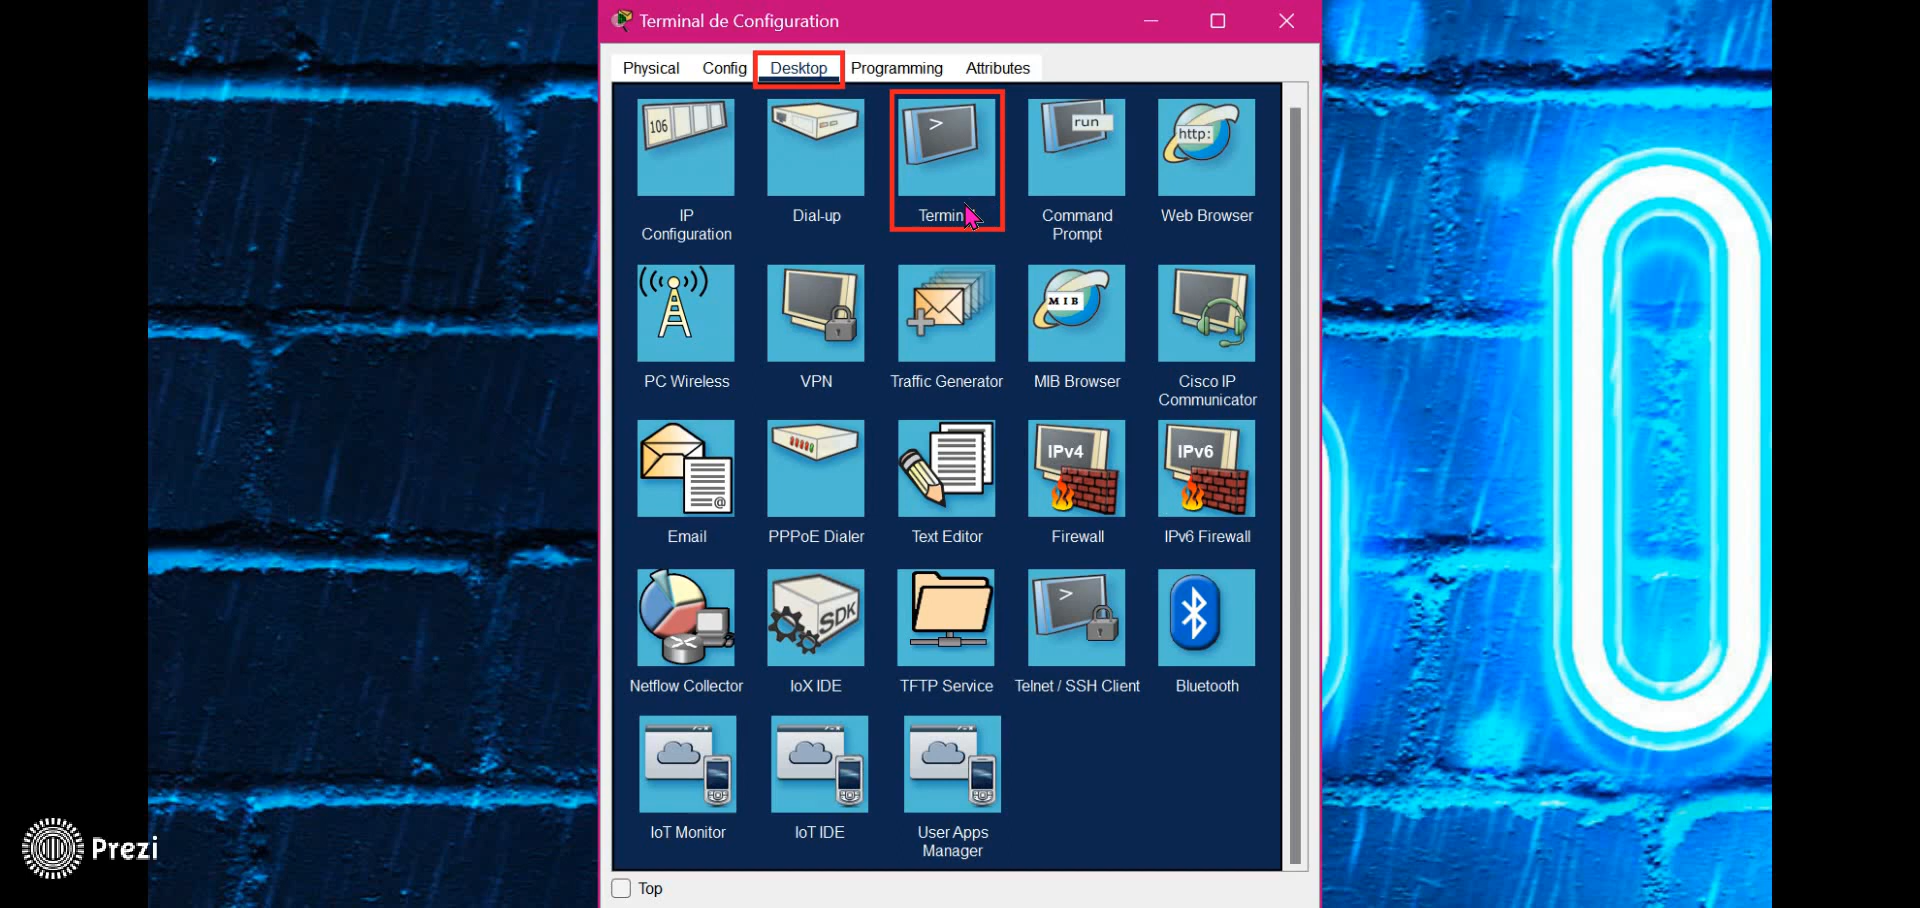 Terminal de Configuration
Physical Config Desktop Programming Attributes
106
>
run
http:
IP
Configuration
Dial-up
Command
Prompt
Web Browser
MIB
PC Wireless
VPN
Traffic Generator
MIB Browser
Cisco IP
Communicator
@
IPv4
IPv6
Email
PPPoE Dialer
Text Editor
Firewall
IPv6 Firewall
SDK
>
Netflow Collector
IoX IDE
TFTP Service
Telnet / SSH Client
Bluetooth
IoT Monitor
IoT IDE
User Apps
Manager
Top
Prezi